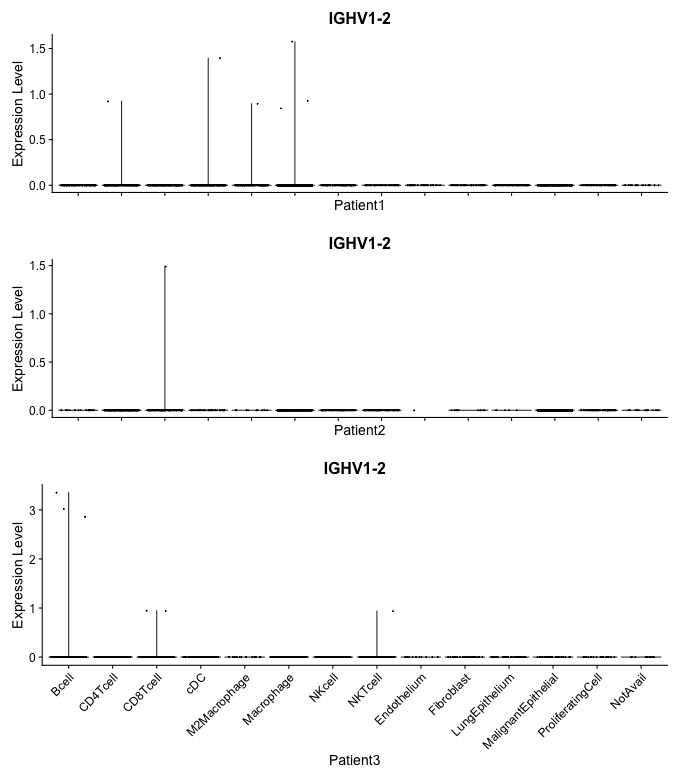 IGHV1-2
Expression Level
1.5
1.0
0.5
0.0
Patient1
IGHV1-2
Expression Level
1.5
1.0
0.5
0.0
Patient2
IGHV1-2
Expression Level
3
2
1
0
Bcell
CD4Tcell
CD8Tcell
cDC
M2Macrophage
Macrophage
NKcell
NKTcell
Endothelium
Fibroblast
LungEpithelium
MalignantEpithelial
ProliferatingCell
NotAvail
Patient3